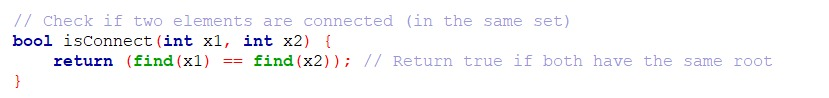 // Check if two elements are connected (in the same set)
bool isConnect(int x1, int x2) {
    return (find(x1) == find(x2)); // Return true if both have the same root
}